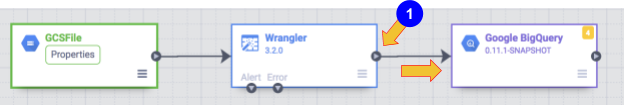 GCSFile
Properties
Wrangler
3.2.0
Alert Error
1
Google BigQuery
0.11.1-SNAPSHOT